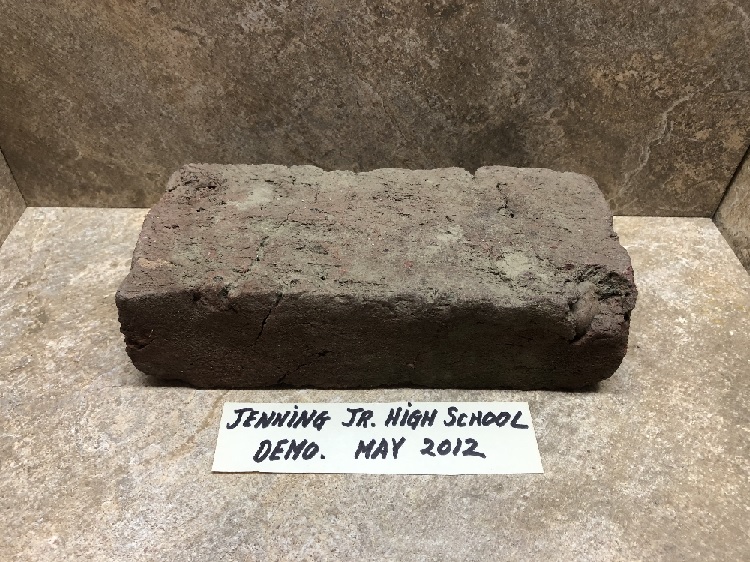 JENNING JR. HIGH SCHOOL
DEMO. MAY 2012